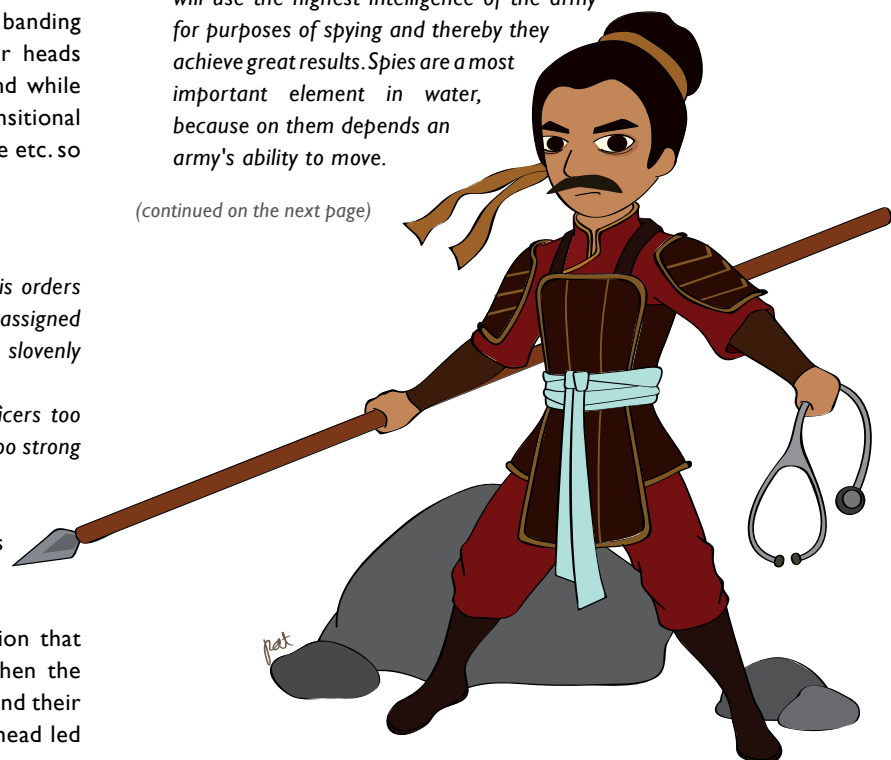 banding
r heads
nd while
nsitional
e etc. so
is orders
assigned
slovenly
ficers too
oo strong
s
ion that
hen the
nd their
head led
will use the highest intelligence of the army
for purposes of spying and thereby they
achieve great results. Spies are a most
important element in water,
because on them depends an
army's ability to move.
(continued on the next page)
pat